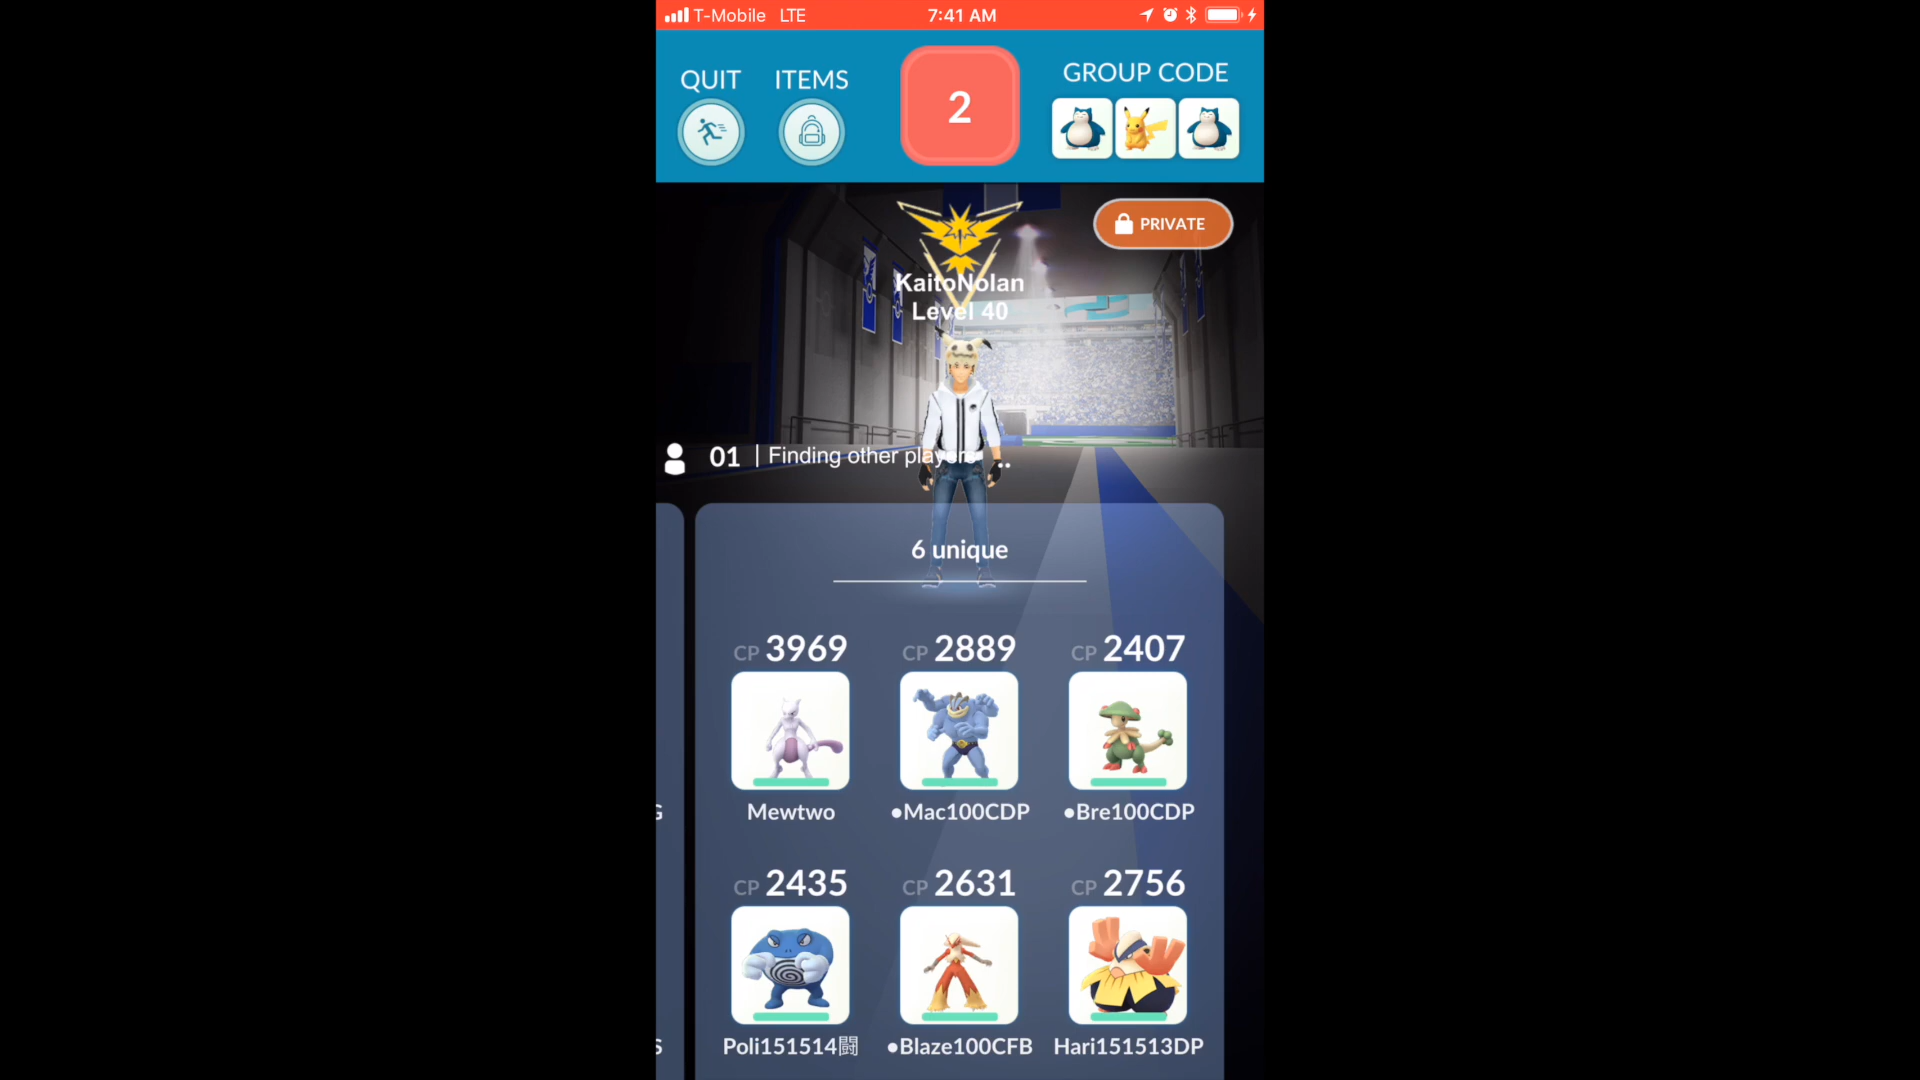 T-Mobile LTE 7:41 AM
QUIT ITEMS 2 GROUP CODE
PRIVATE
KaitoNolan
Level 40
01 | Finding other players ..
6 unique
CP 3969 CP 2889 CP 2407
Mewtwo ●Mac100CDP ●Bre100CDP
CP 2435 CP 2631 CP 2756
Poli151514闘 ●Blaze100CFB Hari151513DP